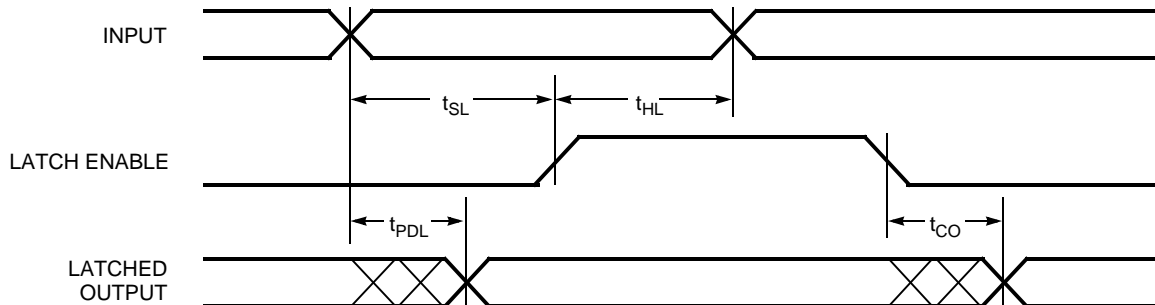 INPUT
t_SL
t_HL
LATCH ENABLE
t_PDL
t_CO
LATCHED
OUTPUT